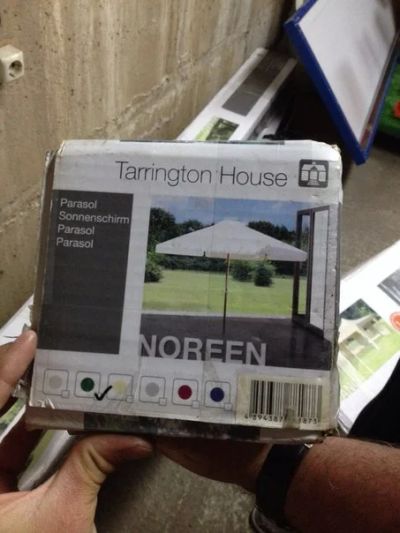 Tarrington House
Parasol
Sonnenschirm
Parasol
Parasol
NOREEN